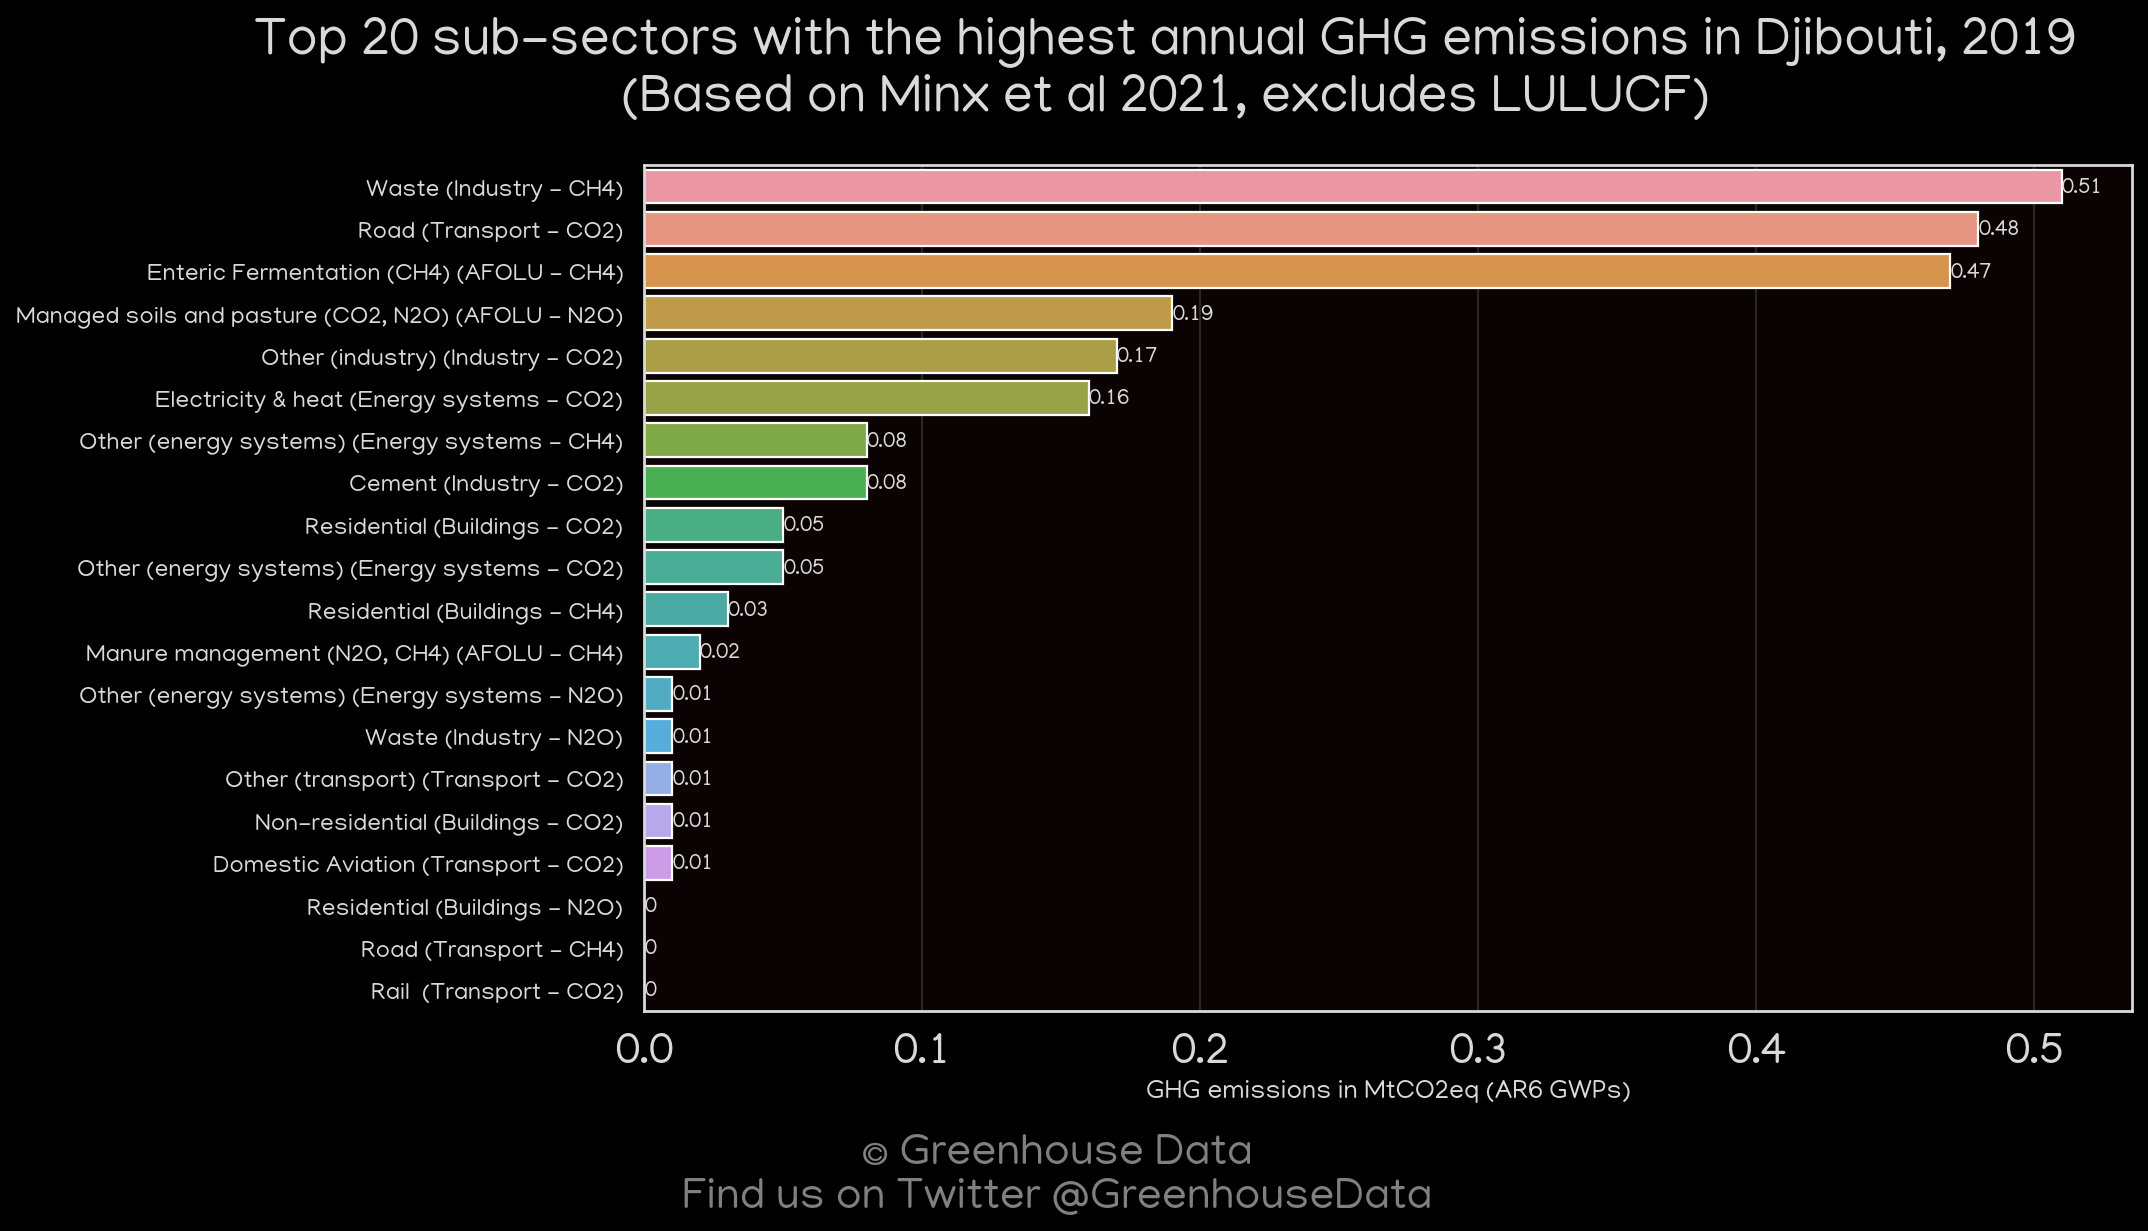 Top 20 sub-sectors with the highest annual GHG emissions in Djibouti, 2019
(Based on Minx et al 2021, excludes LULUCF)
Waste (Industry - CH4) 0.51
Road (Transport - CO2) 0.48
Enteric Fermentation (CH4) (AFOLU - CH4) 0.47
Managed soils and pasture (CO2, N2O) (AFOLU - N2O) 0.19
Other (industry) (Industry - CO2) 0.17
Electricity & heat (Energy systems - CO2) 0.16
Other (energy systems) (Energy systems - CH4) 0.08
Cement (Industry - CO2) 0.08
Residential (Buildings - CO2) 0.05
Other (energy systems) (Energy systems - CO2) 0.05
Residential (Buildings - CH4) 0.03
Manure management (N2O, CH4) (AFOLU - CH4) 0.02
Other (energy systems) (Energy systems - N2O) 0.01
Waste (Industry - N2O) 0.01
Other (transport) (Transport - CO2) 0.01
Non-residential (Buildings - CO2) 0.01
Domestic Aviation (Transport - CO2) 0.01
Residential (Buildings - N2O) 0
Road (Transport - CH4) 0
Rail  (Transport - CO2) 0
0.0 0.1 0.2 0.3 0.4 0.5
GHG emissions in MtCO2eq (AR6 GWPs)
© Greenhouse Data
Find us on Twitter @GreenhouseData